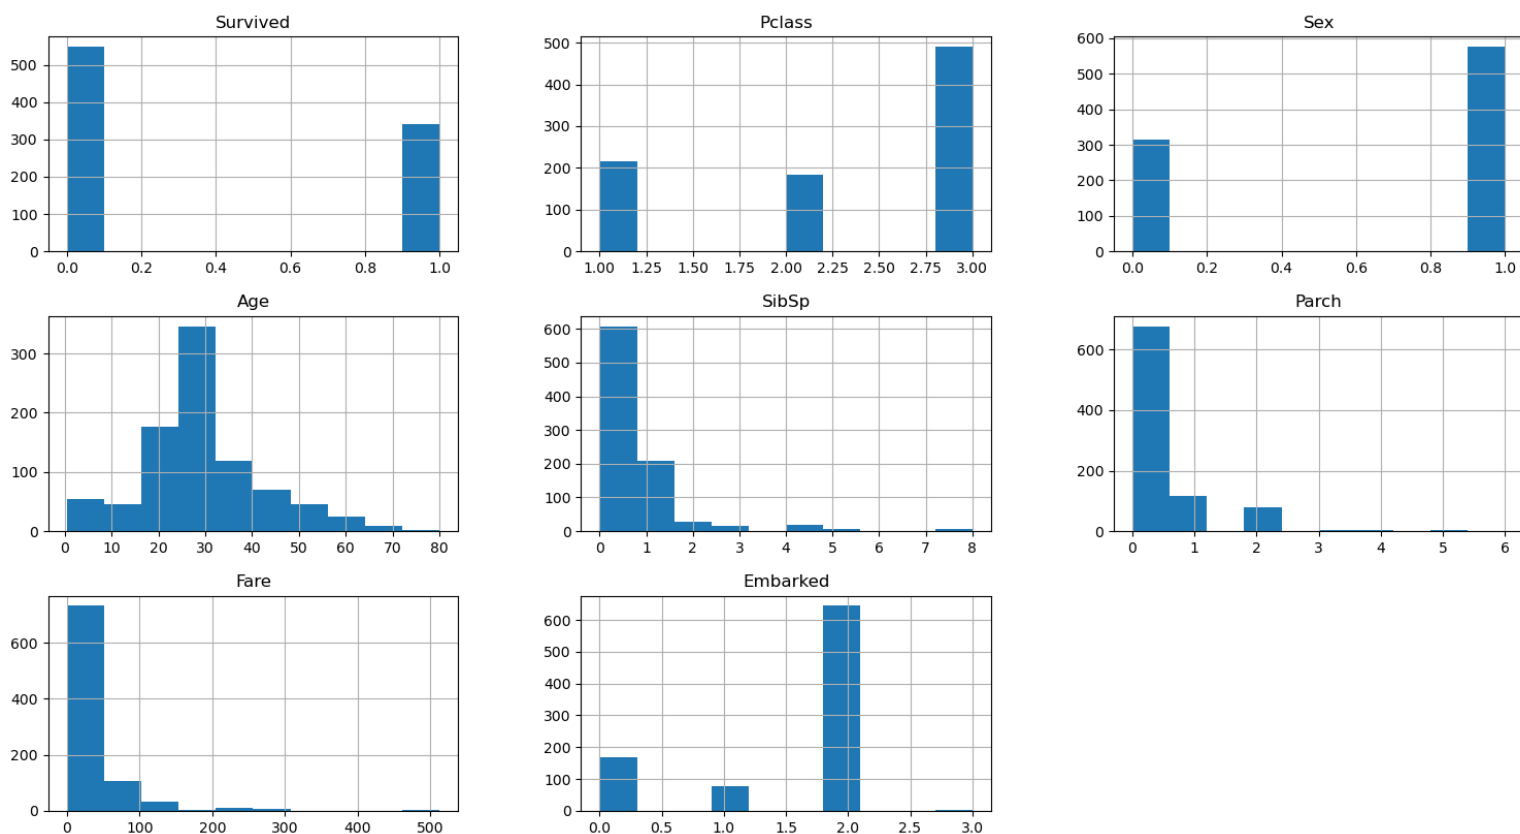 Survived
500
400
300
200
100
0
0.0 0.2 0.4 0.6 0.8 1.0
Pclass
500
400
300
200
100
0
1.00 1.25 1.50 1.75 2.00 2.25 2.50 2.75 3.00
Sex
600
500
400
300
200
100
0
0.0 0.2 0.4 0.6 0.8 1.0
Age
300
200
100
0
0 10 20 30 40 50 60 70 80
SibSp
600
500
400
300
200
100
0
0 1 2 3 4 5 6 7 8
Parch
600
400
200
0
0 1 2 3 4 5 6
Fare
600
400
200
0
0 100 200 300 400 500
Embarked
600
500
400
300
200
100
0
0.0 0.5 1.0 1.5 2.0 2.5 3.0